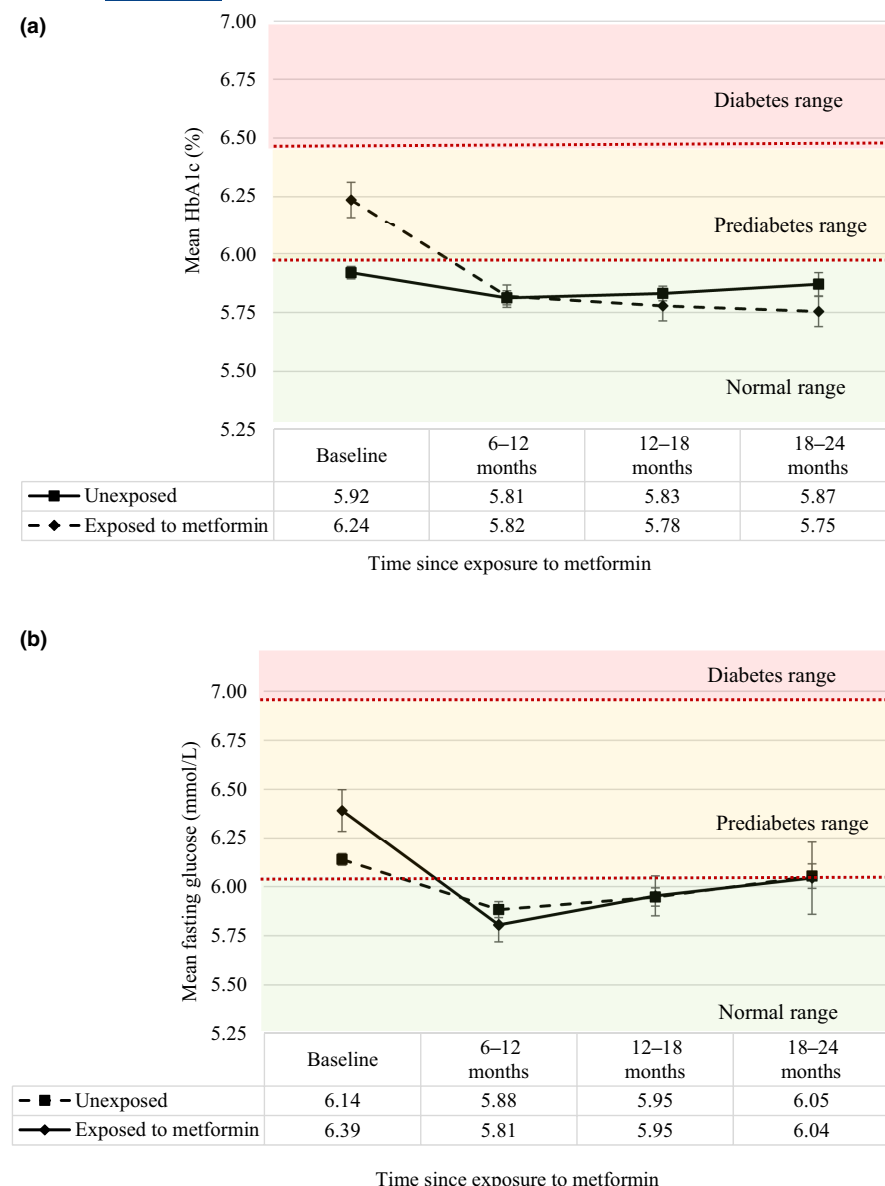 (a)
7.00
6.75
6.50
6.25
6.00
5.75
5.50
5.25
Mean HbA1c (%)
Diabetes range
Prediabetes range
Normal range
Baseline 6–12 months 12–18 months 18–24 months
Unexposed 5.92 5.81 5.83 5.87
Exposed to metformin 6.24 5.82 5.78 5.75
Time since exposure to metformin
(b)
7.00
6.75
6.50
6.25
6.00
5.75
5.50
5.25
Mean fasting glucose (mmol/L)
Diabetes range
Prediabetes range
Normal range
Baseline 6–12 months 12–18 months 18–24 months
Unexposed 6.14 5.88 5.95 6.05
Exposed to metformin 6.39 5.81 5.95 6.04
Time since exposure to metformin